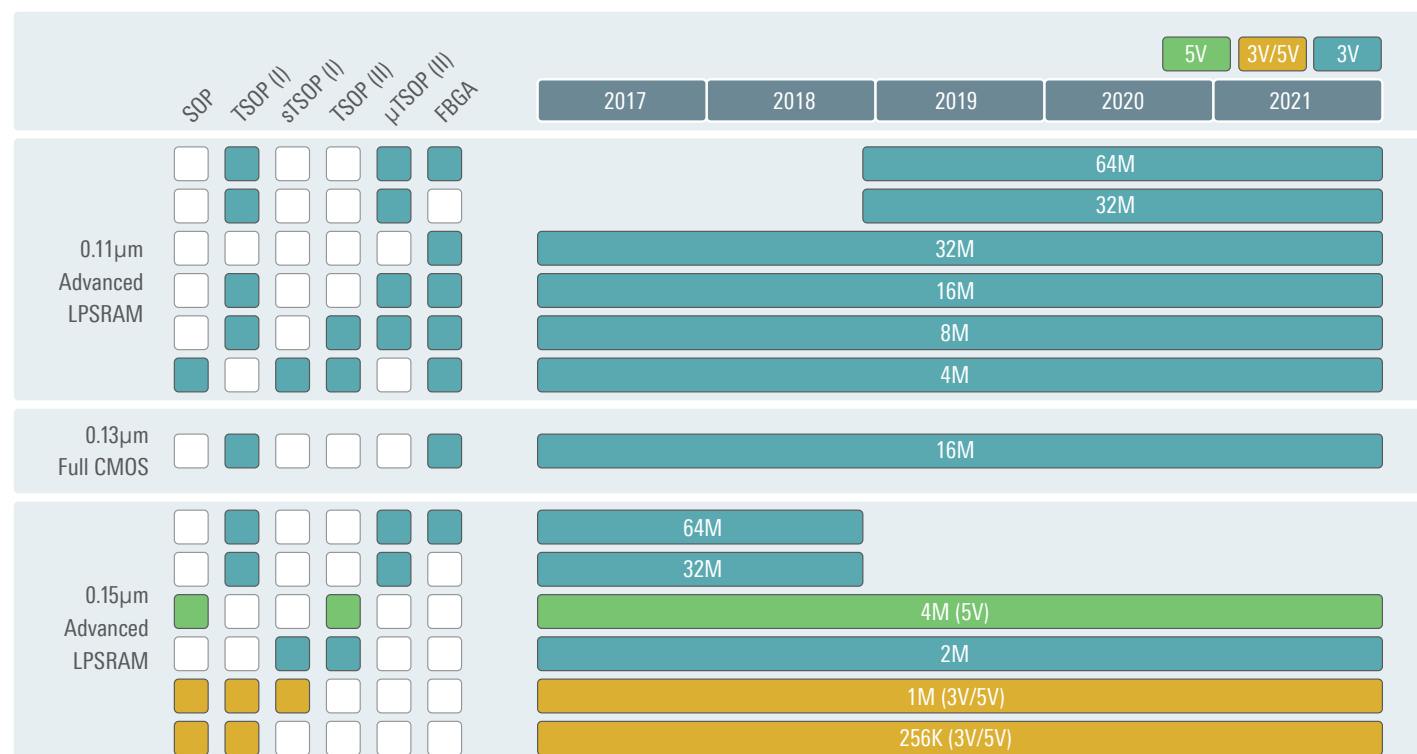 5V 3V/5V 3V
SOP TSOP (I) sTSOP (I) TSOP (II) µTSOP (II) FBGA
2017 2018 2019 2020 2021
0.11µm
Advanced
LPSRAM
64M
32M
32M
16M
8M
4M
0.13µm
Full CMOS
16M
0.15µm
Advanced
LPSRAM
64M
32M
4M (5V)
2M
1M (3V/5V)
256K (3V/5V)